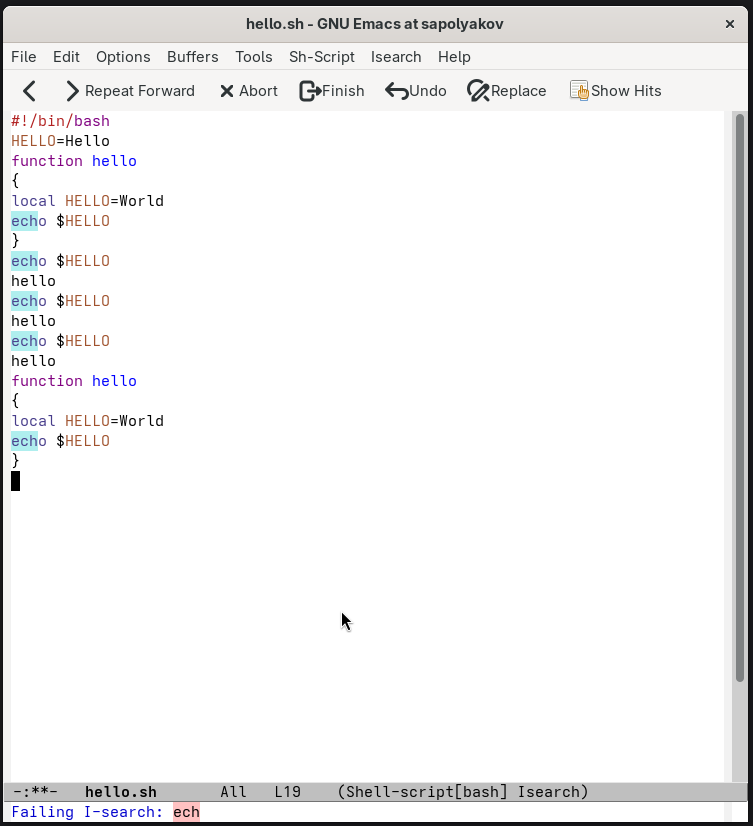 hello.sh - GNU Emacs at sapolyakov ×
File Edit Options Buffers Tools Sh-Script Isearch Help
Repeat Forward Abort Finish Undo Replace Show Hits
#!/bin/bash
HELLO=Hello
function hello
{
local HELLO=World
echo $HELLO
}
echo $HELLO
hello
echo $HELLO
hello
echo $HELLO
hello
function hello
{
local HELLO=World
echo $HELLO
}
-:**- hello.sh All L19 (Shell-script[bash] Isearch)
Failing I-search: ech